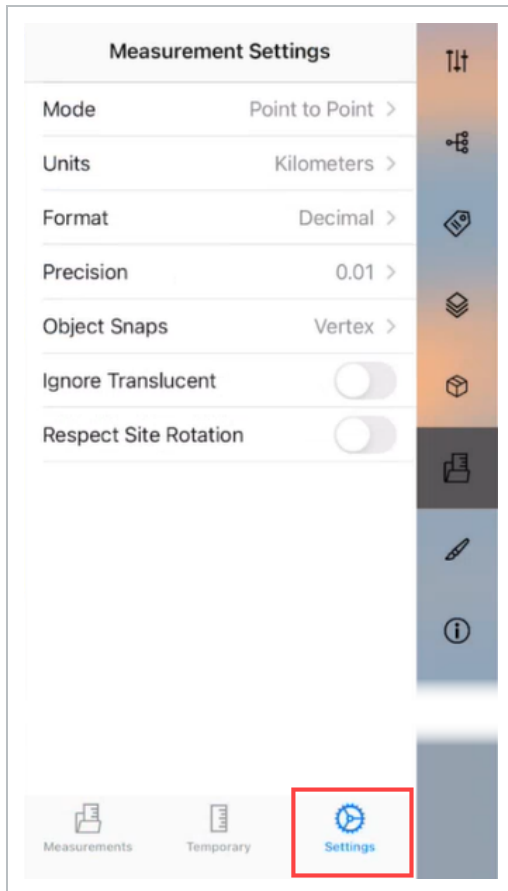 Measurement Settings
Mode Point to Point
Units Kilometers
Format Decimal
Precision 0.01
Object Snaps Vertex
Ignore Translucent
Respect Site Rotation
Measurements Temporary Settings